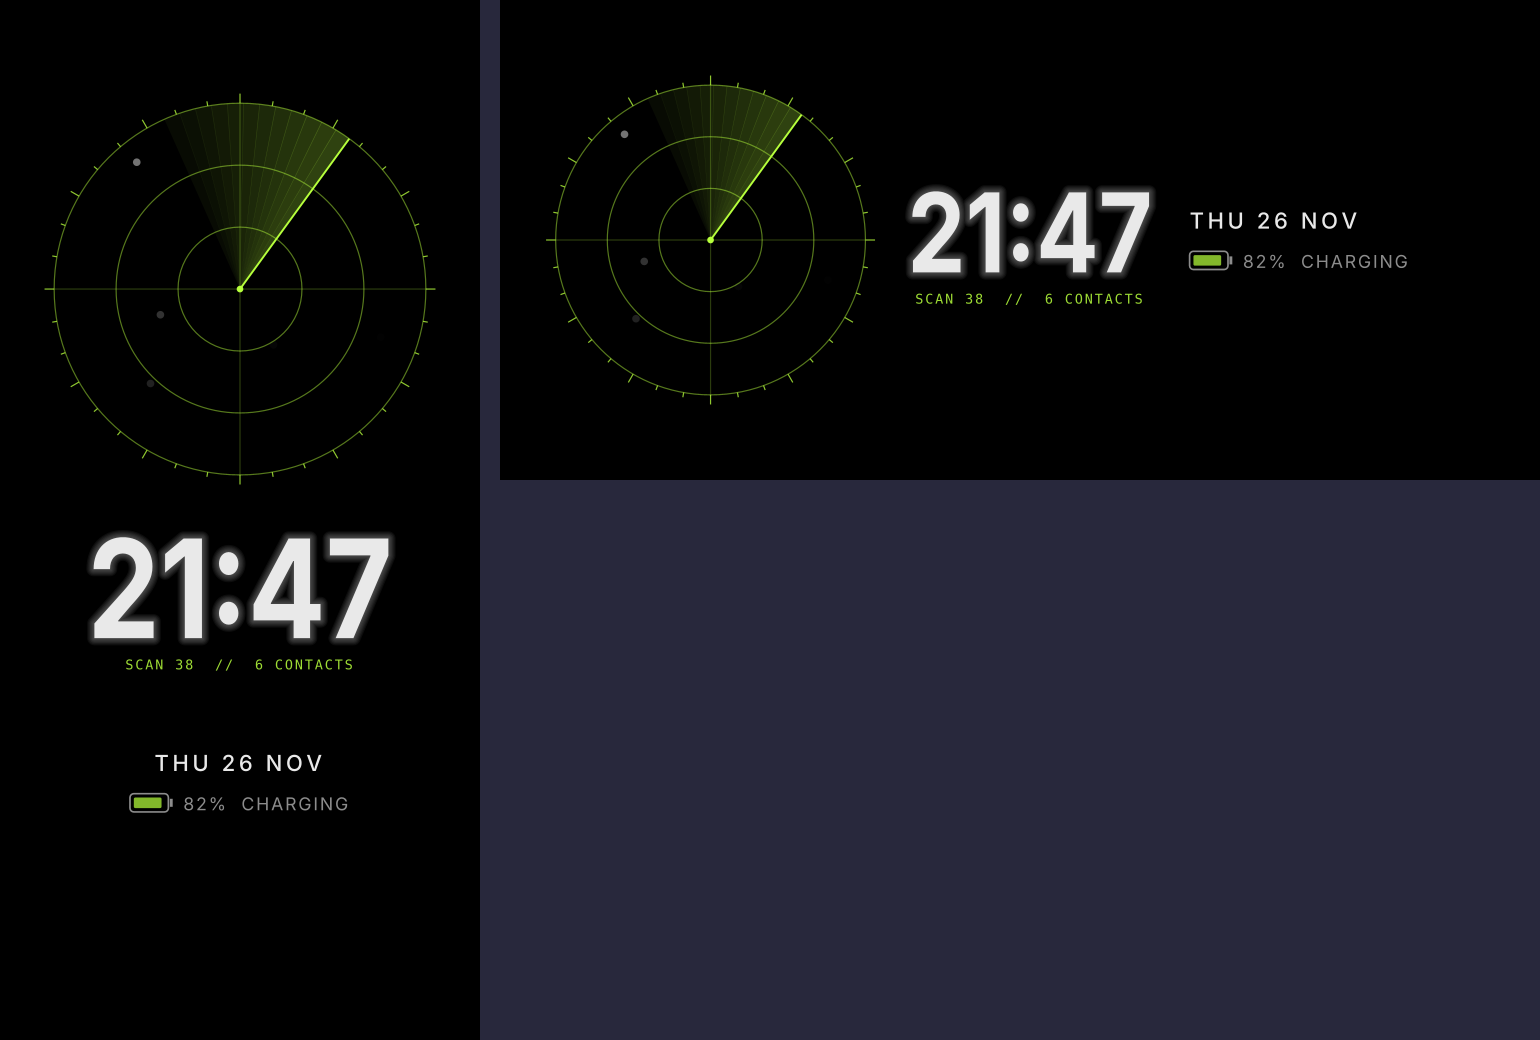 21:47
SCAN 38 // 6 CONTACTS
THU 26 NOV
82% CHARGING
21:47
SCAN 38 // 6 CONTACTS
THU 26 NOV
82% CHARGING